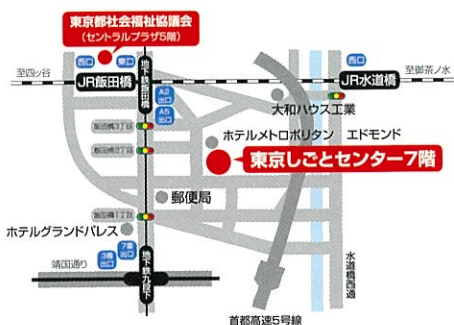 東京都社会福祉協議会
(セントラルプラザ5階)
至四ッ谷
西口
東口
JR飯田橋
地下鉄飯田橋
A2
出口
A5
出口
西口
JR水道橋
至御茶ノ水
大和ハウス工業
飯田橋3丁目
飯田橋2丁目
ホテルメトロポリタン エドモンド
東京しごとセンター7階
郵便局
飯田橋1丁目
ホテルグランドパレス
7番
出口
3番
出口
靖国通り
地下鉄九段下
水道橋西通
首都高速5号線